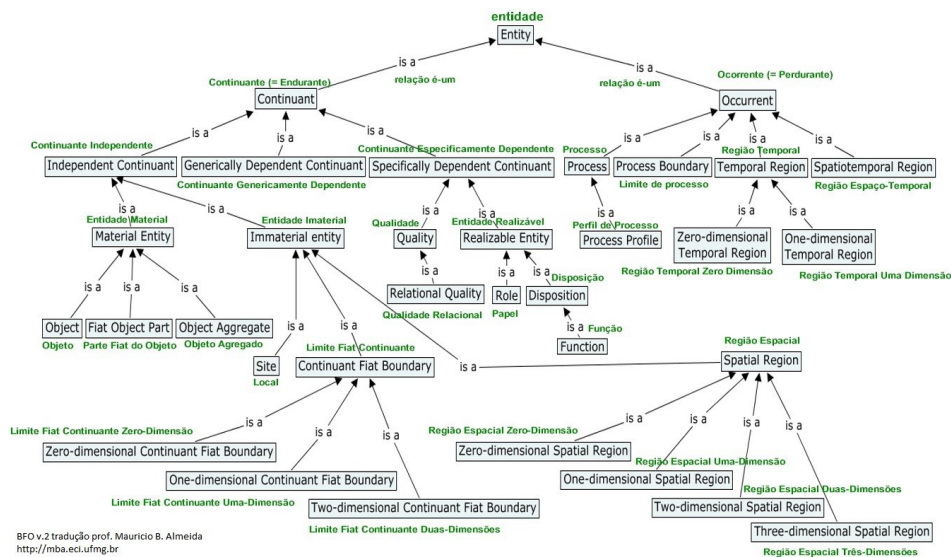 entidade
Entity
is a
is a
relação é-um
relação é-um
Continuante (= Endurante)
Continuant
Ocorrente (= Perdurante)
Occurrent
is a
is a
is a
is a
is a
is a
is a
Continuante Independente
Independent Continuant
Generically Dependent Continuant
Continuante Genericamente Dependente
Continuante Especificamente Dependente
Specifically Dependent Continuant
Processo
Process
Process Boundary
Limite de processo
Região Temporal
Temporal Region
Spatiotemporal Region
Região Espaço-Temporal
is a
is a
is a
is a
is a
is a
is a
Entidade Material
Material Entity
Entidade Imaterial
Immaterial entity
Qualidade
Quality
Entidade Realizável
Realizable Entity
Perfil de Processo
Process Profile
Zero-dimensional
Temporal Region
Região Temporal Zero Dimensão
One-dimensional
Temporal Region
Região Temporal Uma Dimensão
is a
is a
is a
is a
is a
is a
is a
is a
Object
Objeto
Fiat Object Part
Parte Fiat do Objeto
Object Aggregate
Objeto Agregado
Relational Quality
Qualidade Relacional
Role
Papel
Disposição
Disposition
is a
Função
Function
Site
Local
Limite Fiat Continuante
Continuant Fiat Boundary
is a
Região Espacial
Spatial Region
is a
is a
is a
is a
is a
is a
is a
Limite Fiat Continuante Zero-Dimensão
Zero-dimensional Continuant Fiat Boundary
One-dimensional Continuant Fiat Boundary
Limite Fiat Continuante Uma-Dimensão
Two-dimensional Continuant Fiat Boundary
Limite Fiat Continuante Duas-Dimensões
Região Espacial Zero-Dimensão
Zero-dimensional Spatial Region
Região Espacial Uma-Dimensão
One-dimensional Spatial Region
Região Espacial Duas-Dimensões
Two-dimensional Spatial Region
Three-dimensional Spatial Region
Região Espacial Três-Dimensões
BFO v.2 tradução prof. Mauricio B. Almeida
http://mba.eci.ufmg.br